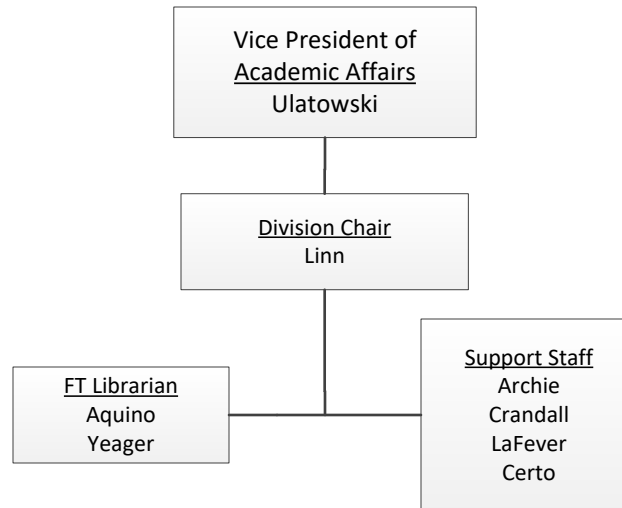 Vice President of
Academic Affairs
Ulatowski
Division Chair
Linn
FT Librarian
Aquino
Yeager
Support Staff
Archie
Crandall
LaFever
Certo